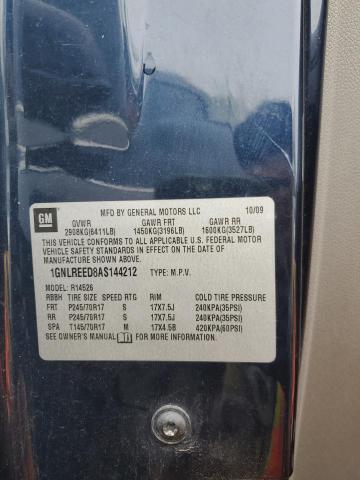 GM
MFD BY GENERAL MOTORS LLC 10/09
GVWR GAWR FRT GAWR RR
2908KG(6411LB) 1450KG(3196LB) 1600KG(3527LB)
THIS VEHICLE CONFORMS TO ALL APPLICABLE U.S. FEDERAL MOTOR
VEHICLE SAFETY STANDARDS IN EFFECT ON THE DATE OF
MANUFACTURE SHOWN ABOVE.
1GNLREED8AS144212 TYPE: M.P.V.
MODEL: R14526
RBBH TIRE SIZE SPEED RTG RIM COLD TIRE PRESSURE
FRT P245/70R17 S 17X7.5J 240KPA(35PSI)
RR P245/70R17 S 17X7.5J 240KPA(35PSI)
SPA T145/70R17 M 17X4.5B 420KPA(60PSI)
SEE OWNER'S MANUAL FOR MORE INFORMATION.